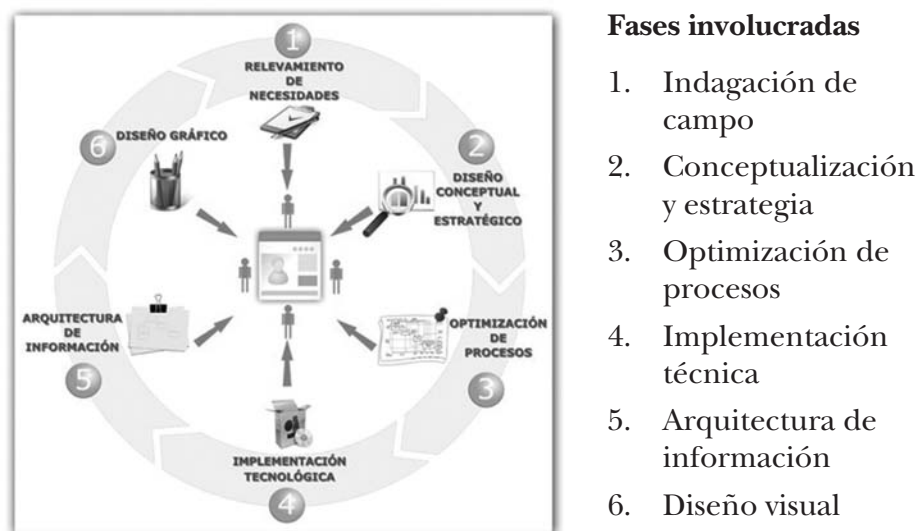 1
RELEVAMIENTO
DE
NECESIDADES
2
DISEÑO
CONCEPTUAL
Y
ESTRATÉGICO
OPTIMIZACIÓN
DE
PROCESOS
3
IMPLEMENTACIÓN
TECNOLÓGICA
4
ARQUITECTURA
DE
INFORMACIÓN
5
6
DISEÑO GRÁFICO
Fases involucradas
1. Indagación de
campo
2. Conceptualización
y estrategia
3. Optimización de
procesos
4. Implementación
técnica
5. Arquitectura de
información
6. Diseño visual